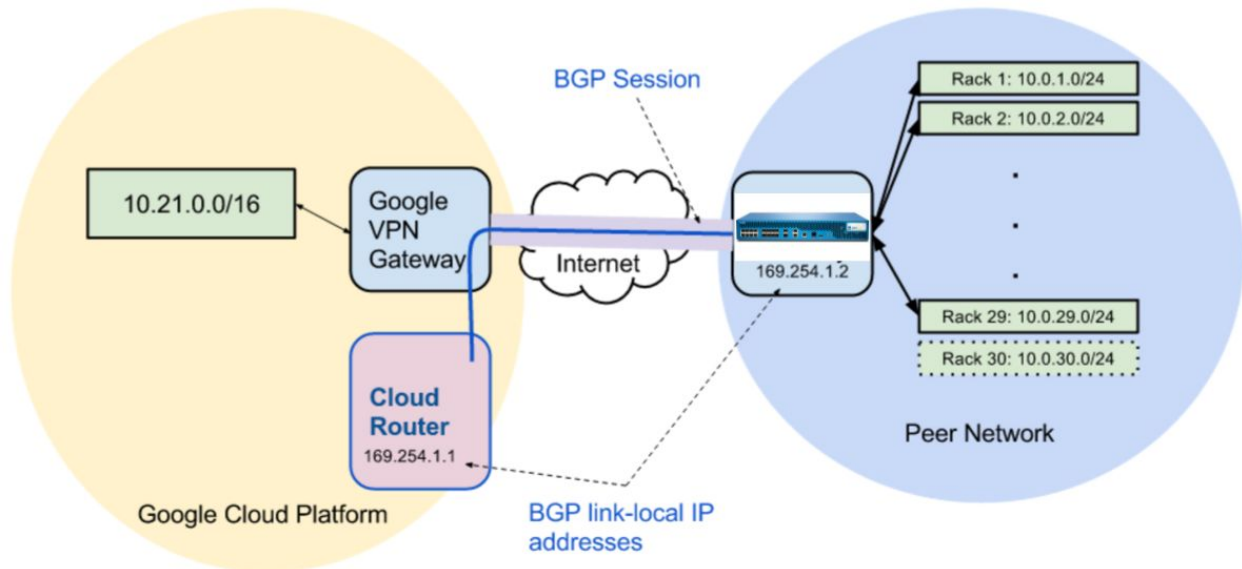 BGP Session
Rack 1: 10.0.1.0/24
Rack 2: 10.0.2.0/24
10.21.0.0/16
Google
VPN
Gateway
Internet
169.254.1.2
Rack 29: 10.0.29.0/24
Rack 30: 10.0.30.0/24
Cloud
Router
169.254.1.1
Peer Network
Google Cloud Platform
BGP link-local IP
addresses